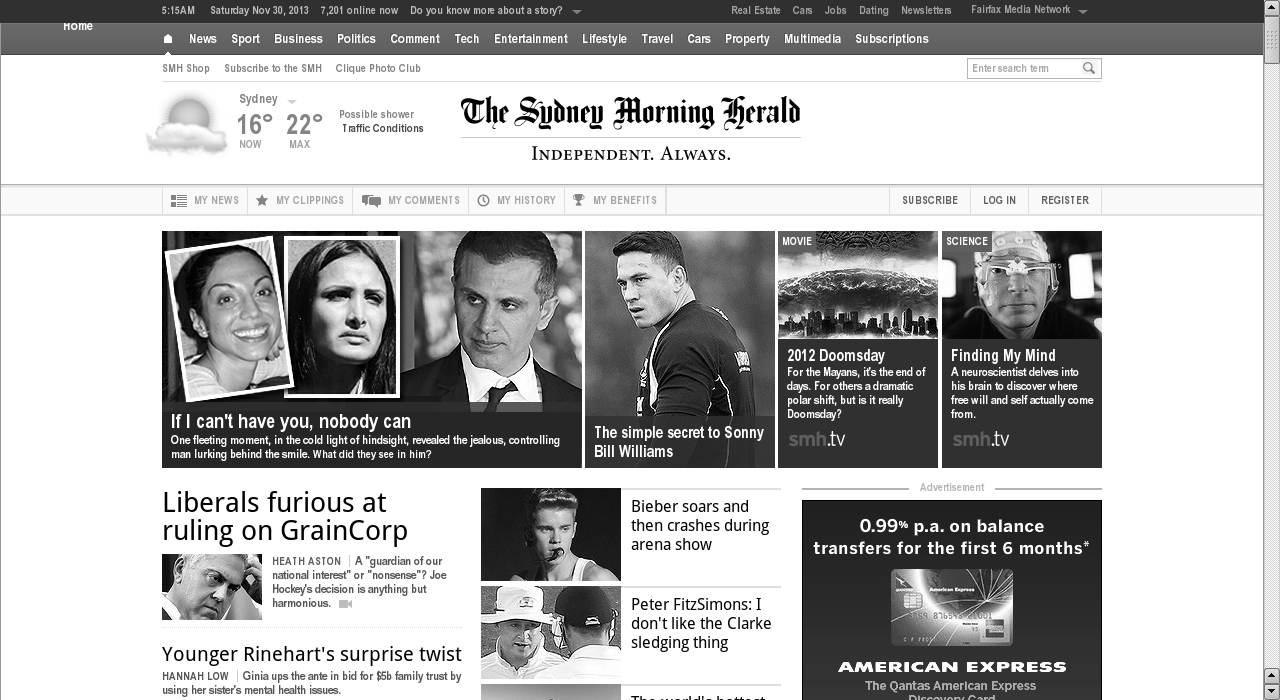 5:15AM Saturday Nov 30, 2013 7,201 online now Do you know more about a story? Real Estate Cars Jobs Dating Newsletters Fairfax Media Network
Home
News Sport Business Politics Comment Tech Entertainment Lifestyle Travel Cars Property Multimedia Subscriptions
SMH Shop Subscribe to the SMH Clique Photo Club Enter search term
Sydney
16° 22°
NOW MAX
Possible shower
Traffic Conditions
The Sydney Morning Herald
INDEPENDENT. ALWAYS.
MY NEWS MY CLIPPINGS MY COMMENTS MY HISTORY MY BENEFITS SUBSCRIBE LOG IN REGISTER
If I can't have you, nobody can
One fleeting moment, in the cold light of hindsight, revealed the jealous, controlling
man lurking behind the smile. What did they see in him?
The simple secret to Sonny
Bill Williams
MOVIE
2012 Doomsday
For the Mayans, it's the end of
days. For others a dramatic
polar shift, but is it really
Doomsday?
smh.tv
SCIENCE
Finding My Mind
A neuroscientist delves into
his brain to discover where
free will and self actually come
from.
smh.tv
Liberals furious at
ruling on GrainCorp
HEATH ASTON A "guardian of our
national interest" or "nonsense"? Joe
Hockey's decision is anything but
harmonious.
Younger Rinehart's surprise twist
HANNAH LOW Ginia ups the ante in bid for $5b family trust by
using her sister's mental health issues.
Bieber soars and
then crashes during
arena show
Peter FitzSimons: I
don't like the Clarke
sledging thing
The world's hottest
Advertisement
0.99% p.a. on balance
transfers for the first 6 months*
American Express
AMERICAN EXPRESS
The Qantas American Express
Discovery Card